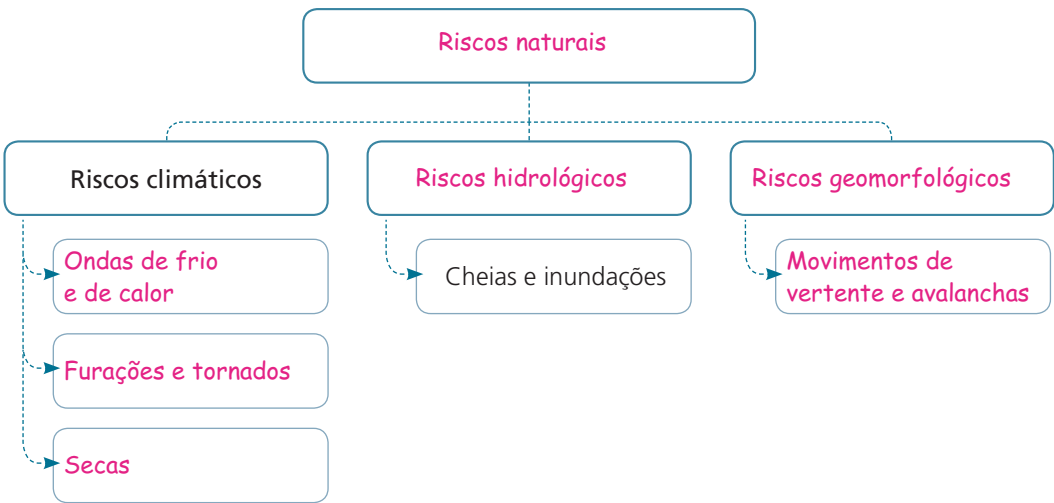 Riscos naturais
Riscos climáticos
Riscos hidrológicos
Riscos geomorfológicos
Ondas de frio
e de calor
Cheias e inundações
Movimentos de
vertente e avalanchas
Furações e tornados
Secas